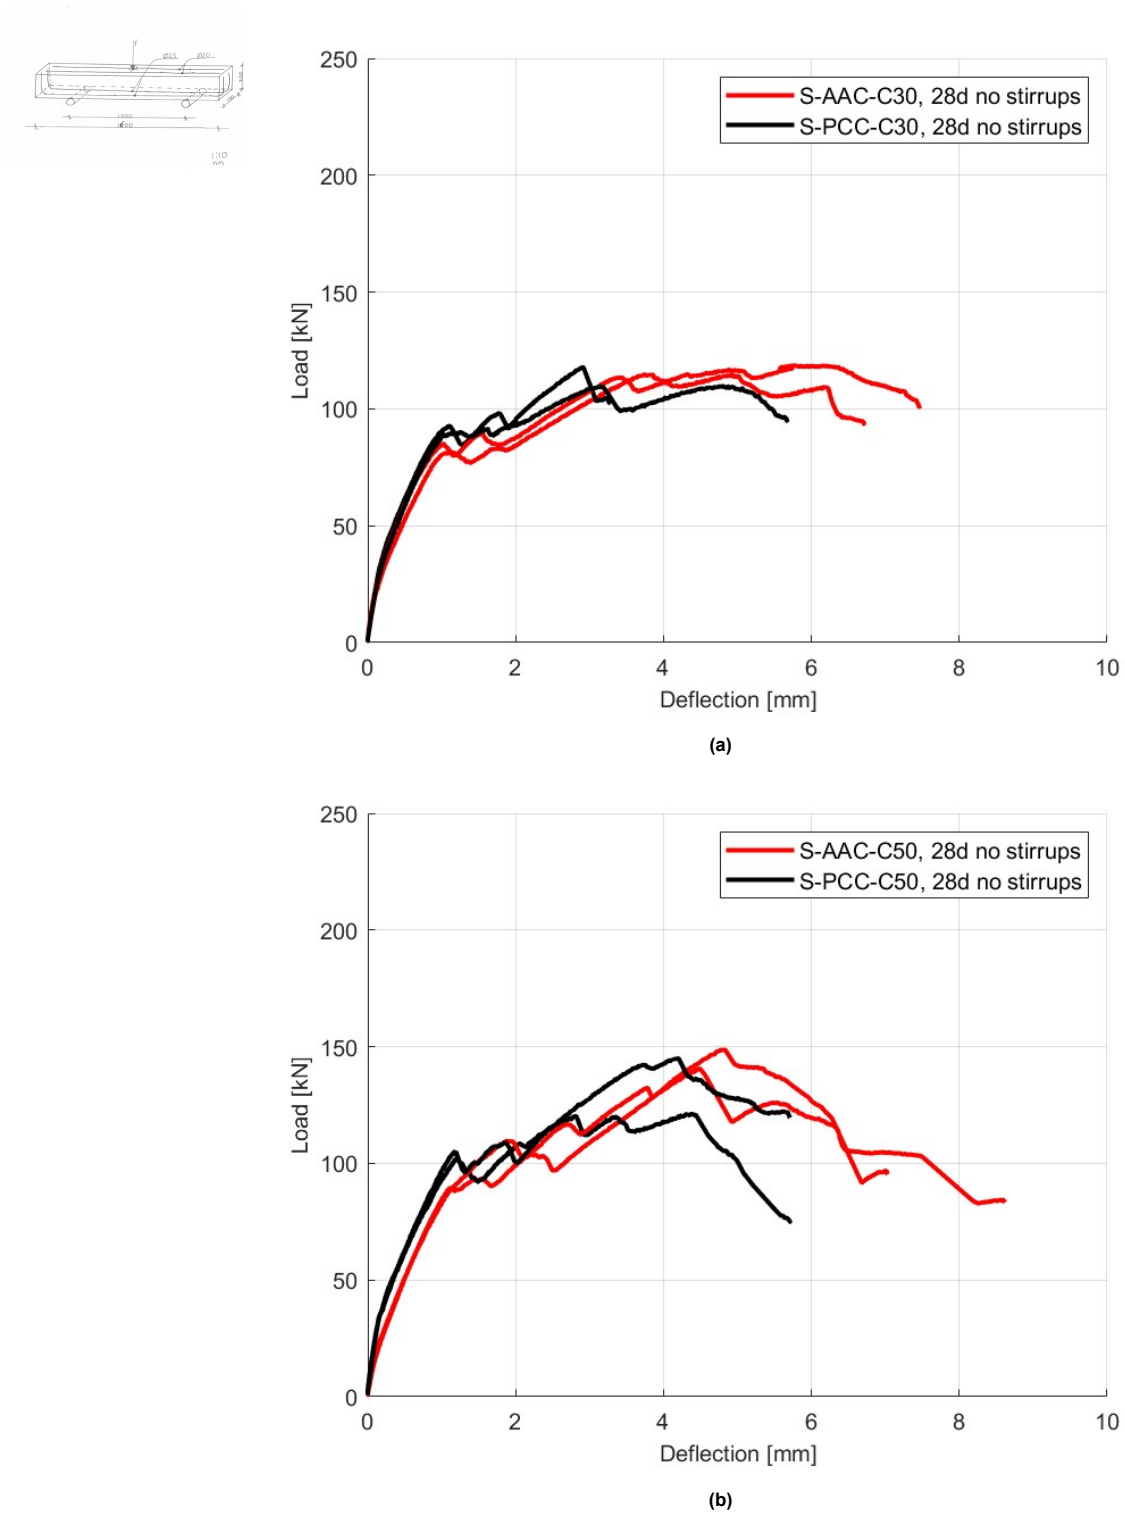 Ø25 Ø20
1000
1600
1:10
250
S-AAC-C30, 28d no stirrups
S-PCC-C30, 28d no stirrups
200
150
Load [kN]
100
50
0
0 2 4 6 8 10
Deflection [mm]
(a)
250
S-AAC-C50, 28d no stirrups
S-PCC-C50, 28d no stirrups
200
150
Load [kN]
100
50
0
0 2 4 6 8 10
Deflection [mm]
(b)